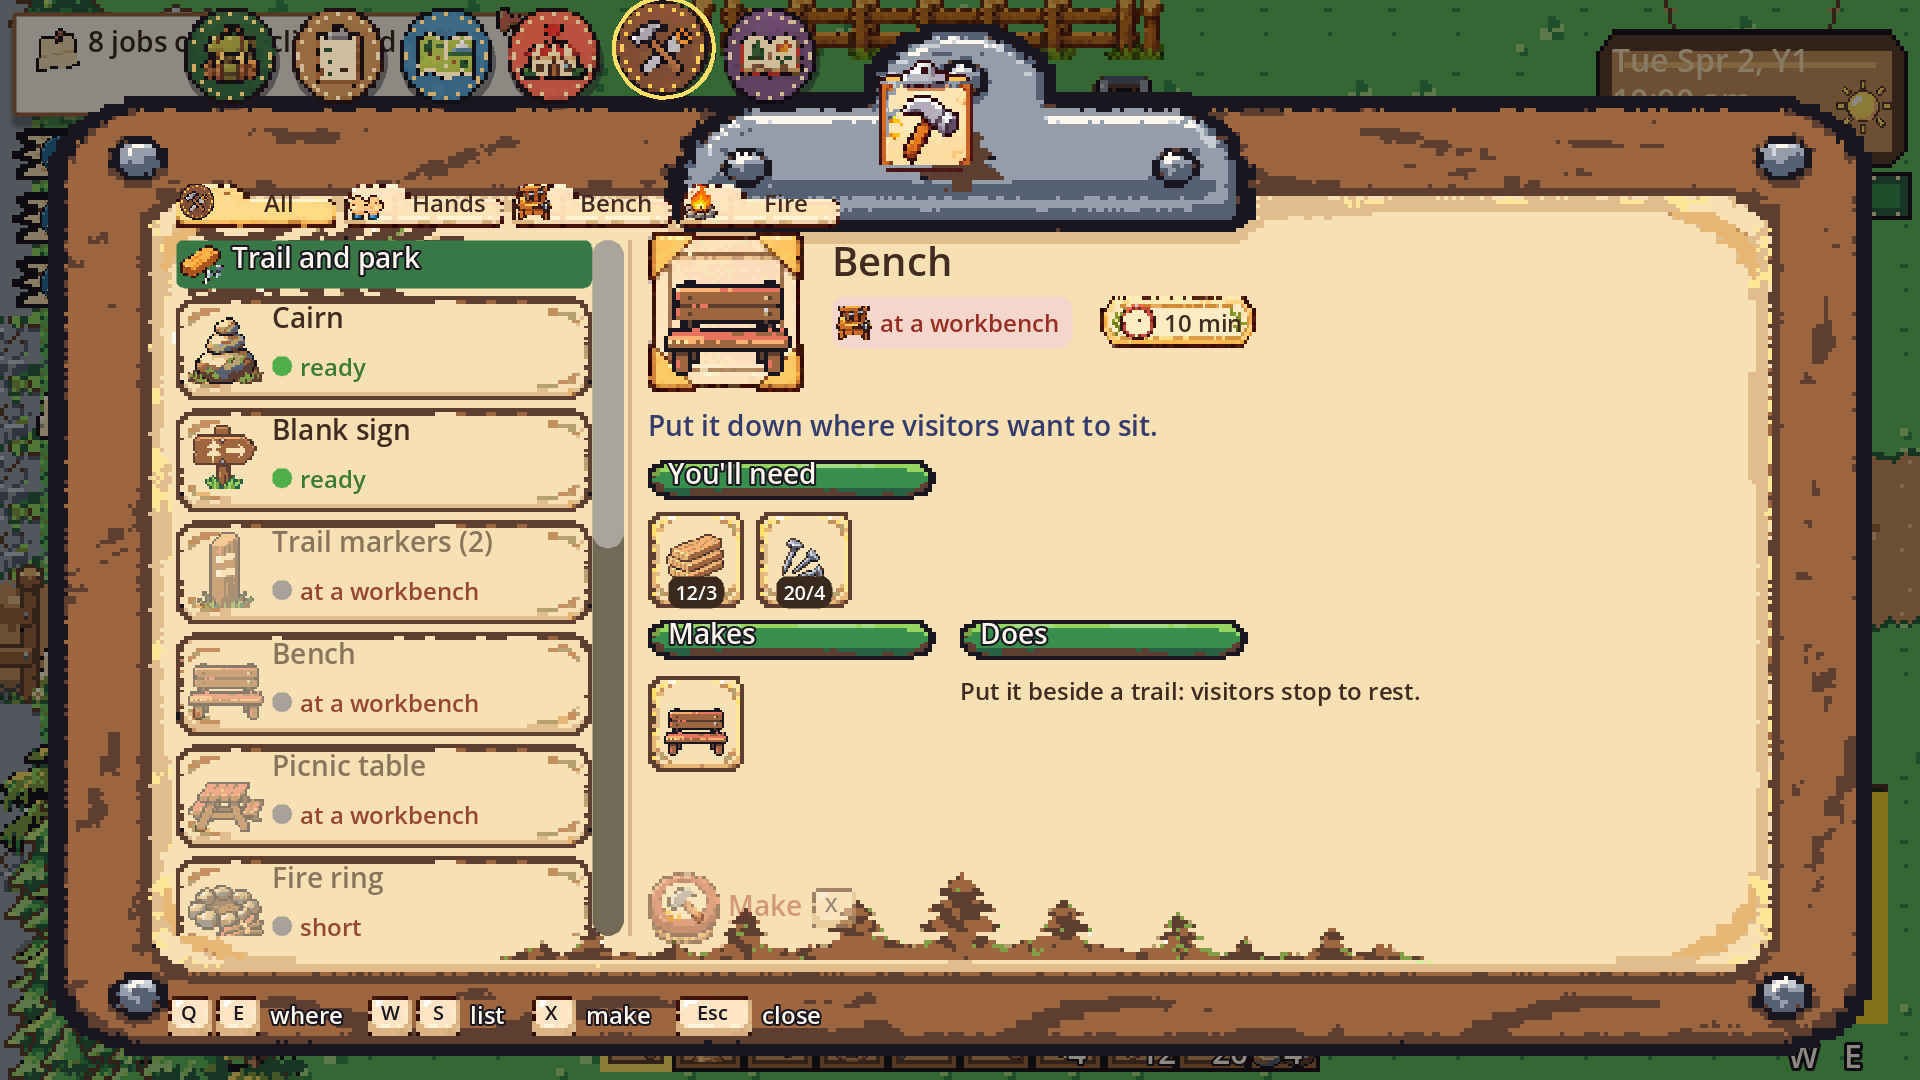 8 jobs
Tue Spr 2, Y1
All
Hands
Bench
Fire
Trail and park
Cairn
ready
Blank sign
ready
Trail markers (2)
at a workbench
Bench
at a workbench
Picnic table
at a workbench
Fire ring
short
Bench
at a workbench
10 min
Put it down where visitors want to sit.
You'll need
12/3
20/4
Makes
Does
Put it beside a trail: visitors stop to rest.
Make X
Q E where W S list X make Esc close
W E